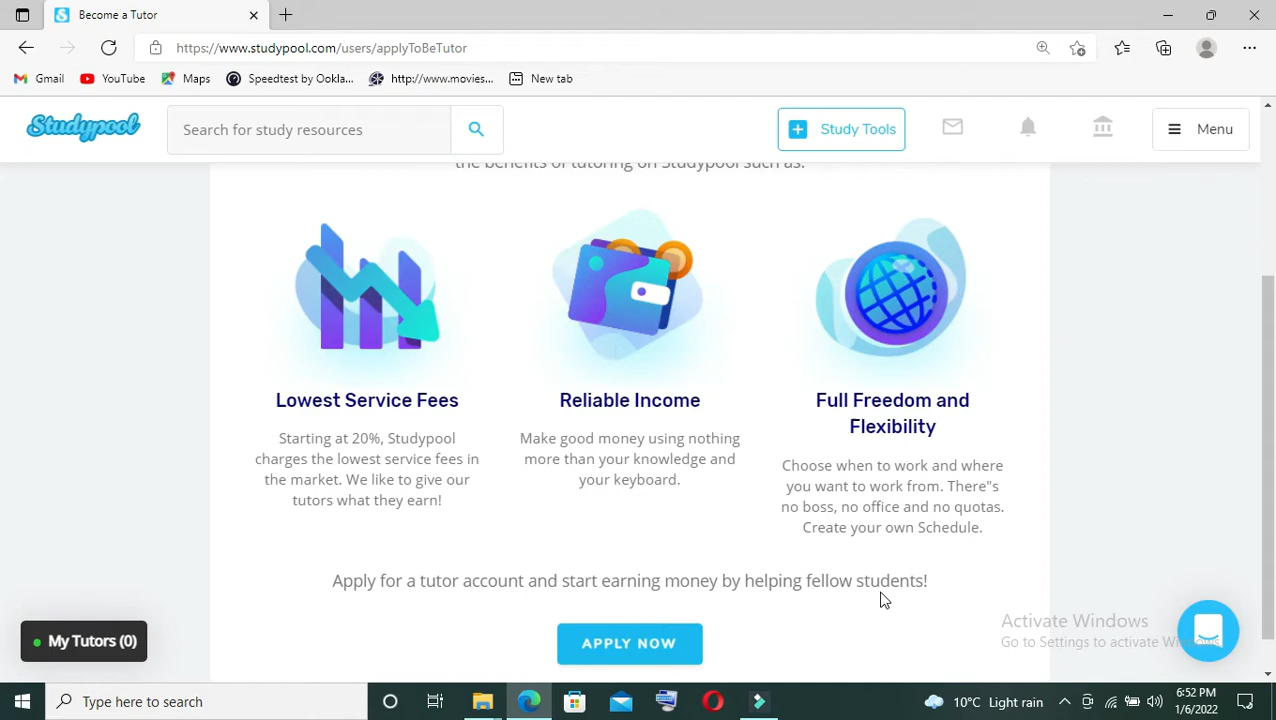 Become a Tutor
https://www.studypool.com/users/applyToBeTutor
Gmail
YouTube
Maps
Speedtest by Ookla...
http://www.movies...
New tab
Studypool
Search for study resources
Study Tools
Menu
the benefits of tutoring on Studypool such as:
Lowest Service Fees
Starting at 20%, Studypool
charges the lowest service fees in
the market. We like to give our
tutors what they earn!
Reliable Income
Make good money using nothing
more than your knowledge and
your keyboard.
Full Freedom and
Flexibility
Choose when to work and where
you want to work from. There"s
no boss, no office and no quotas.
Create your own Schedule.
Apply for a tutor account and start earning money by helping fellow students!
APPLY NOW
My Tutors (0)
Activate Windows
Go to Settings to activate Windows.
Type here to search
10°C Light rain
6:52 PM
1/6/2022